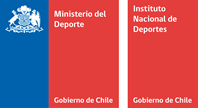 Ministerio del
Deporte
Gobierno de Chile
Instituto
Nacional de
Deportes
Gobierno de Chile